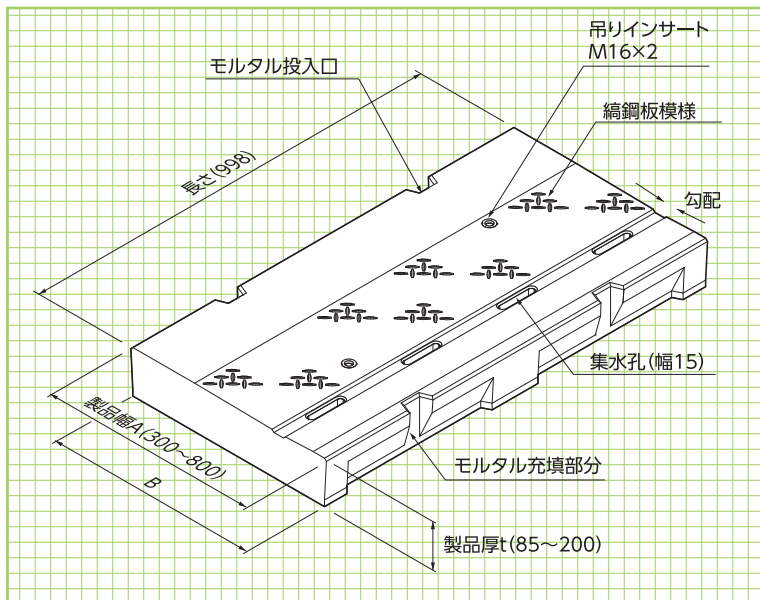 吊りインサート
M16×2
モルタル投入口
縞鋼板模様
長さ(998)
勾配
集水孔(幅15)
製品幅A(300～800)
モルタル充填部分
B
製品厚t(85～200)